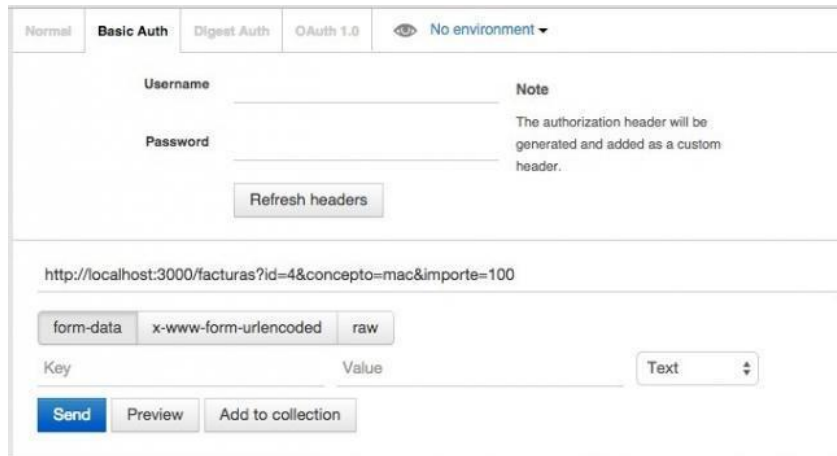 Normal Basic Auth Digest Auth OAuth 1.0 No environment
Username
Note
The authorization header will be
generated and added as a custom
header.
Password
Refresh headers
http://localhost:3000/facturas?id=4&concepto=mac&importe=100
form-data x-www-form-urlencoded raw
Key Value Text
Send Preview Add to collection